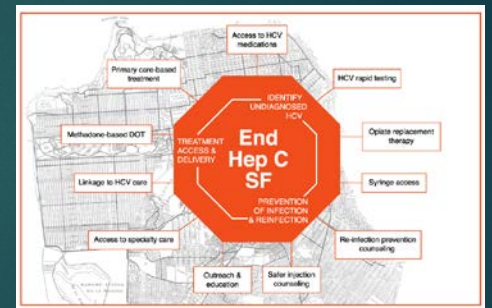 Access to HCV
medications
HCV rapid testing
Opiate replacement
therapy
Syringe access
Re-infection prevention
counseling
Safer injection
counseling
Outreach &
education
Access to specialty care
Linkage to HCV care
Methadone-based DOT
Primary care-based
treatment
IDENTIFY
UNDIAGNOSED
HCV
TREATMENT
ACCESS &
DELIVERY
End
Hep C
SF
PREVENTION
OF INFECTION
& REINFECTION